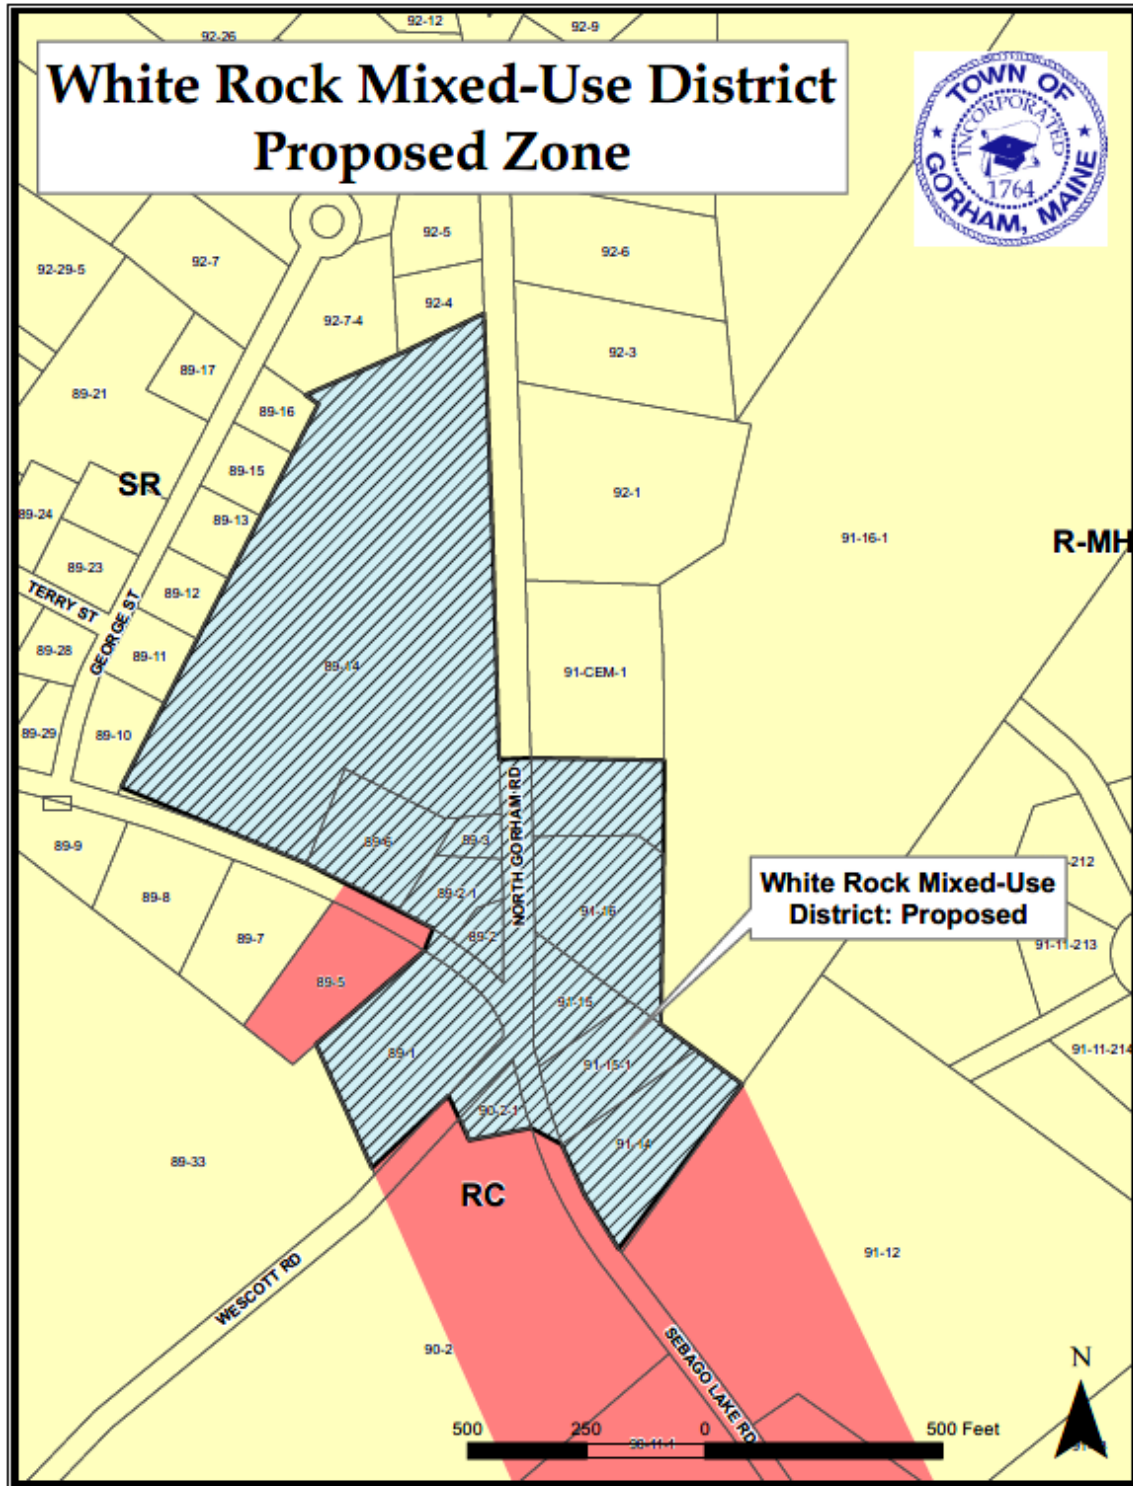 92-26
92-12
92-9
White Rock Mixed-Use District
Proposed Zone
TOWN OF
GORHAM, MAINE
INCORPORATED
1764
92-29-5
92-7
92-5
92-6
92-7-4
92-4
92-3
89-21
89-17
89-16
SR
89-15
92-1
89-24
89-13
91-16-1
R-MH
89-23
TERRY ST
89-12
GEORGE ST
89-28
89-11
89-14
91-CEM-1
89-29
89-10
NORTH GORHAM RD
89-9
89-6
89-3
-212
White Rock Mixed-Use
District: Proposed
89-8
89-2-1
91-16
89-7
89-2
91-11-213
89-5
91-15
89-1
91-15-1
91-11-214
90-2-1
91-14
89-33
RC
91-12
WESCOTT RD
90-2
SEBAGO LAKE RD
N
500 250 0 500 Feet
90-11-1